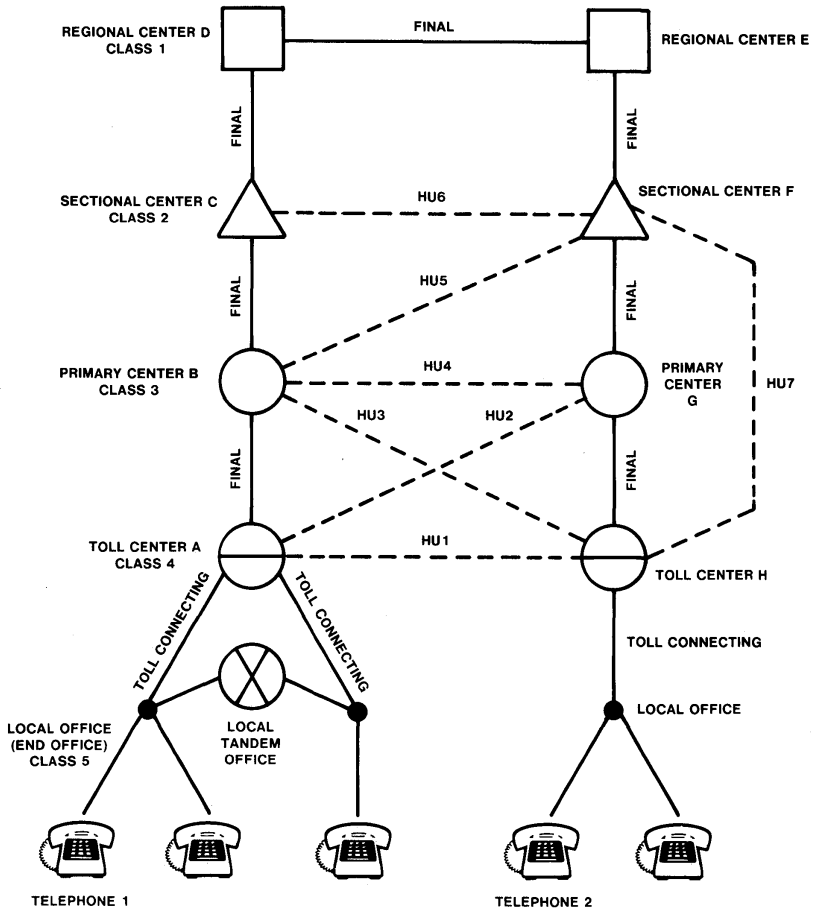 REGIONAL CENTER D
CLASS 1
FINAL
REGIONAL CENTER E
FINAL
FINAL
SECTIONAL CENTER C
CLASS 2
HU6
SECTIONAL CENTER F
FINAL
HU5
FINAL
PRIMARY CENTER B
CLASS 3
HU4
PRIMARY
CENTER
G
HU7
HU3
HU2
FINAL
FINAL
TOLL CENTER A
CLASS 4
HU1
TOLL CENTER H
TOLL CONNECTING
TOLL CONNECTING
TOLL CONNECTING
LOCAL OFFICE
(END OFFICE)
CLASS 5
LOCAL
TANDEM
OFFICE
LOCAL OFFICE
TELEPHONE 1
TELEPHONE 2